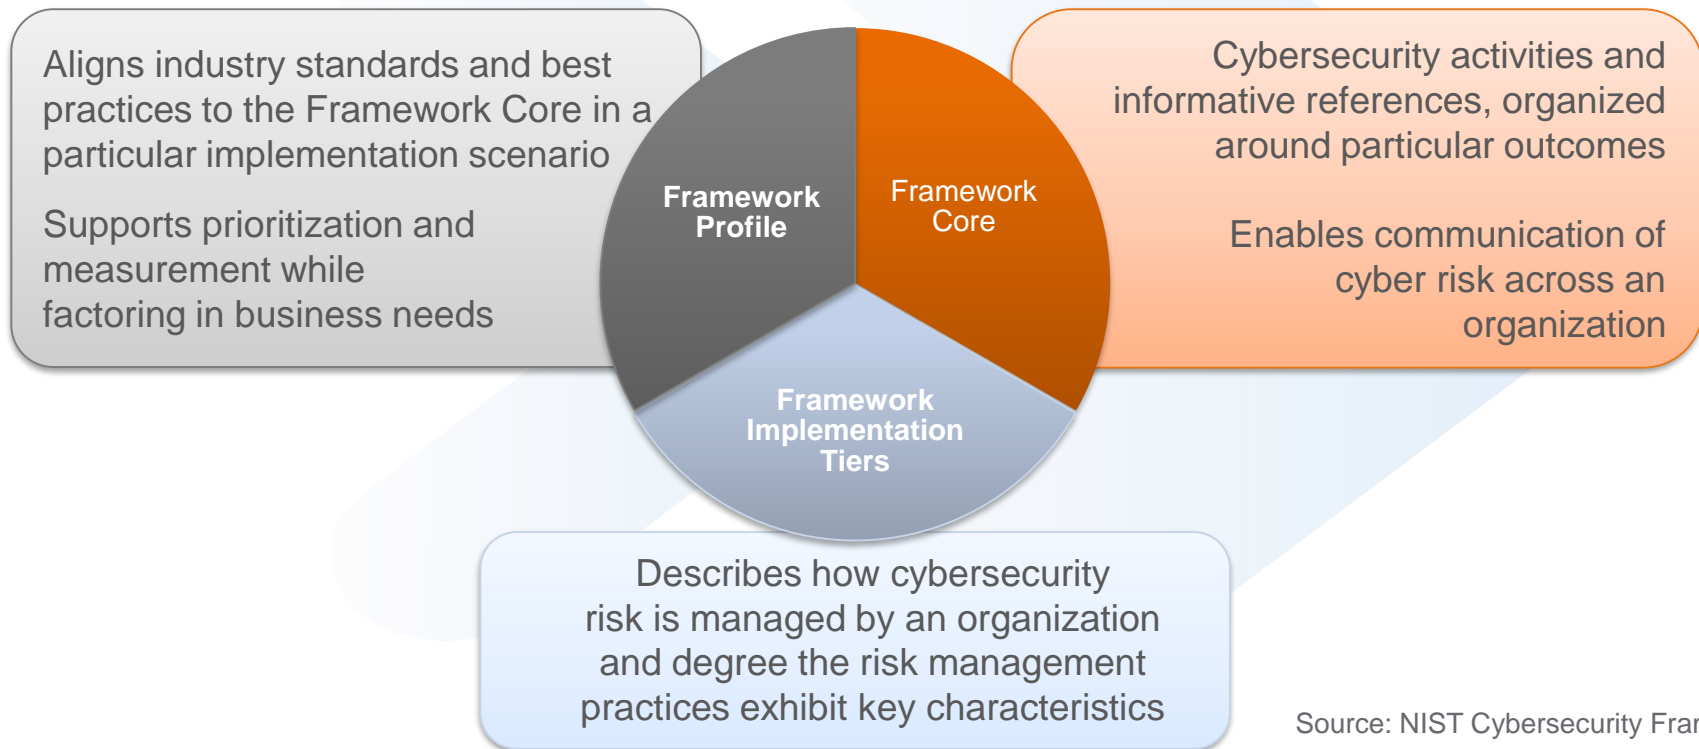 Aligns industry standards and best
practices to the Framework Core in a
particular implementation scenario
Supports prioritization and
measurement while
factoring in business needs
Framework
Profile
Framework
Core
Cybersecurity activities and
informative references, organized
around particular outcomes
Enables communication of
cyber risk across an
organization
Framework
Implementation
Tiers
Describes how cybersecurity
risk is managed by an organization
and degree the risk management
practices exhibit key characteristics
Source: NIST Cybersecurity